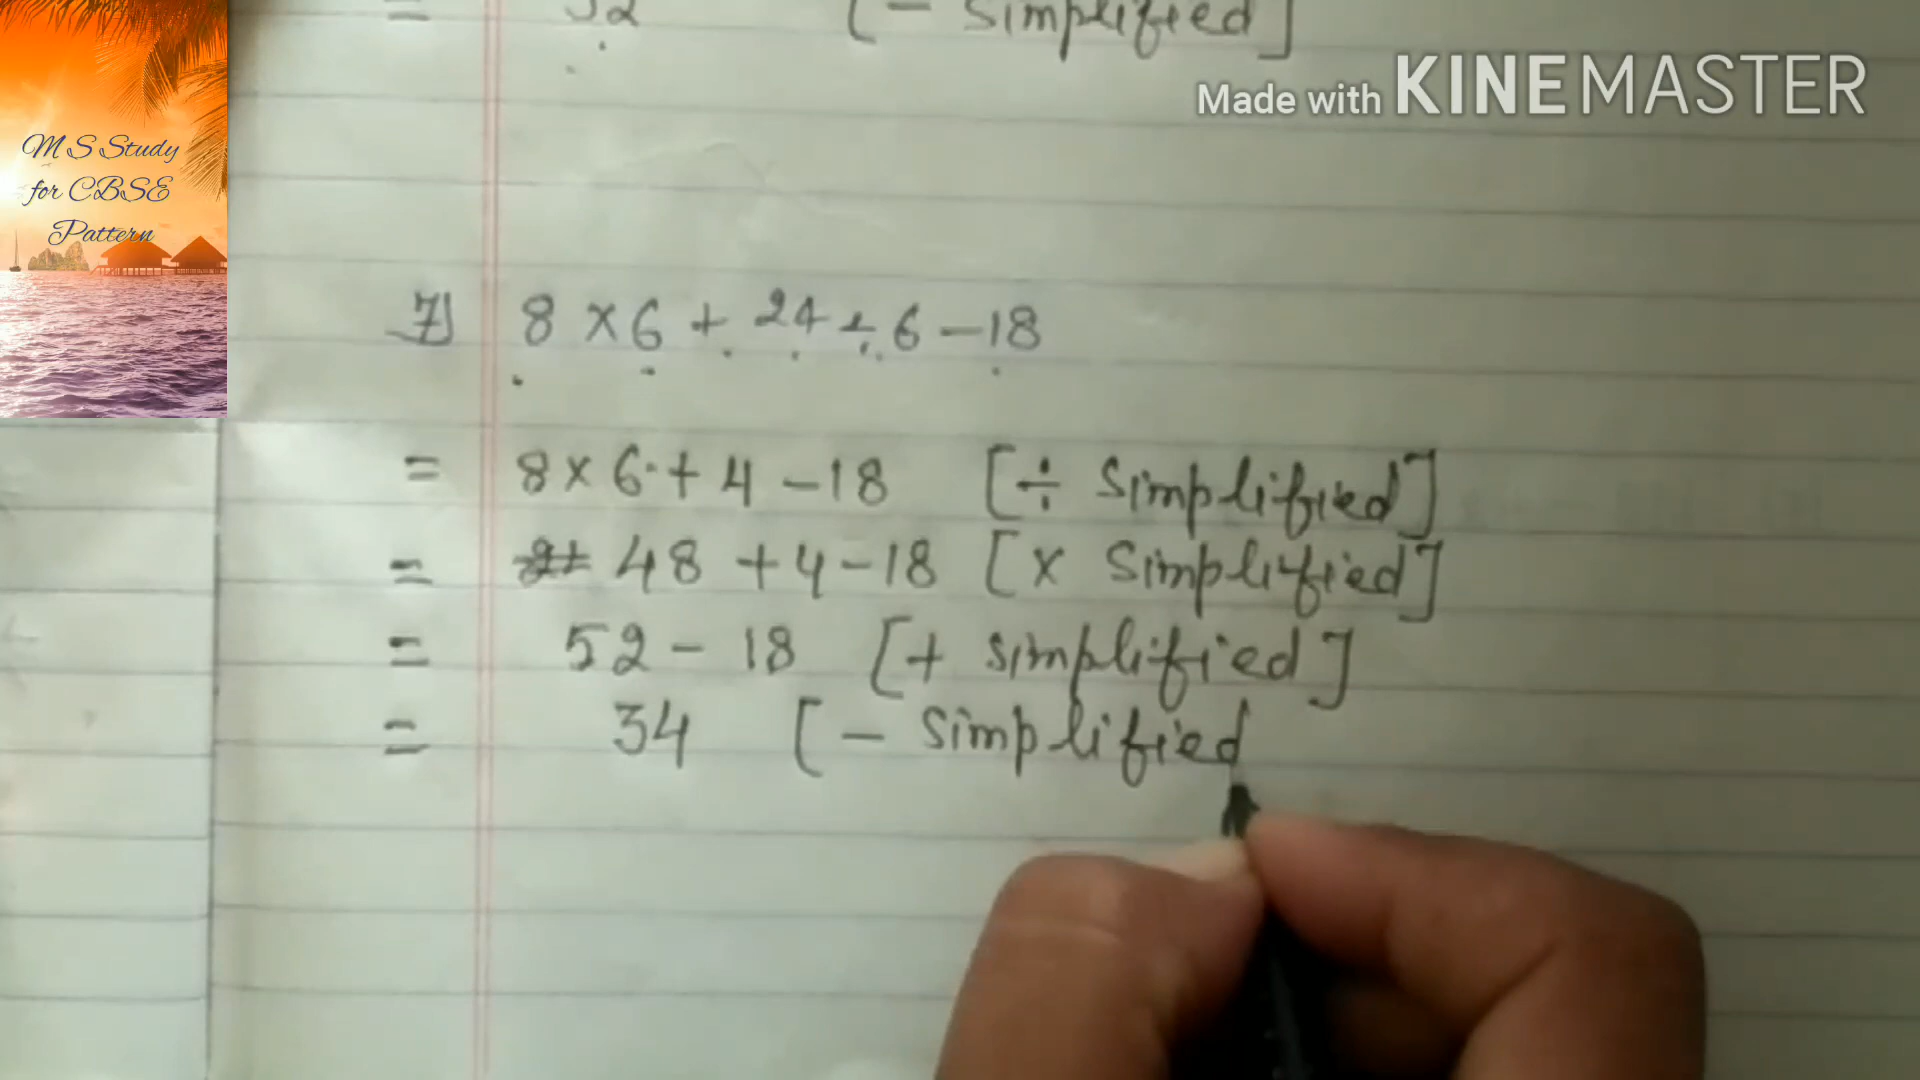 = 52 [- Simplified]
Made with KINEMASTER
M S Study
for CBSE
Pattern
7) 8 × 6 + 24 ÷ 6 - 18
= 8 × 6 + 4 - 18 [÷ Simplified]
= 48 + 4 - 18 [× Simplified]
= 52 - 18 [+ simplified]
= 34 [- Simplified